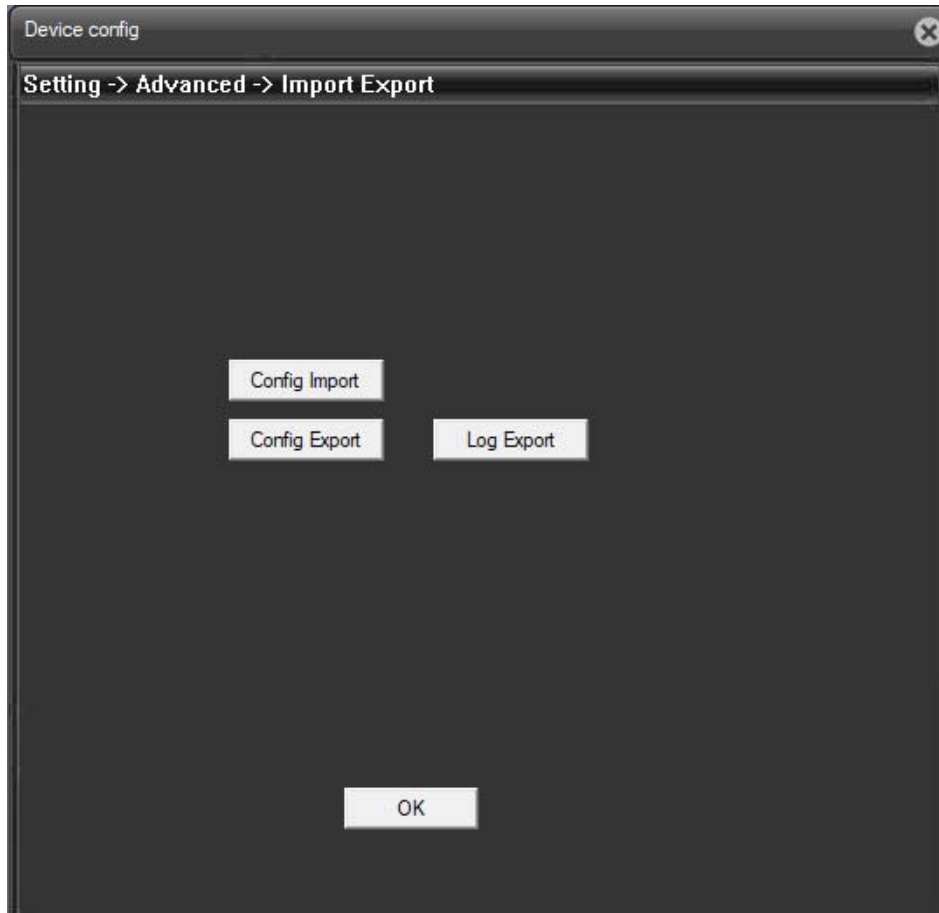 Device config
Setting -> Advanced -> Import Export
Config Import
Config Export
Log Export
OK